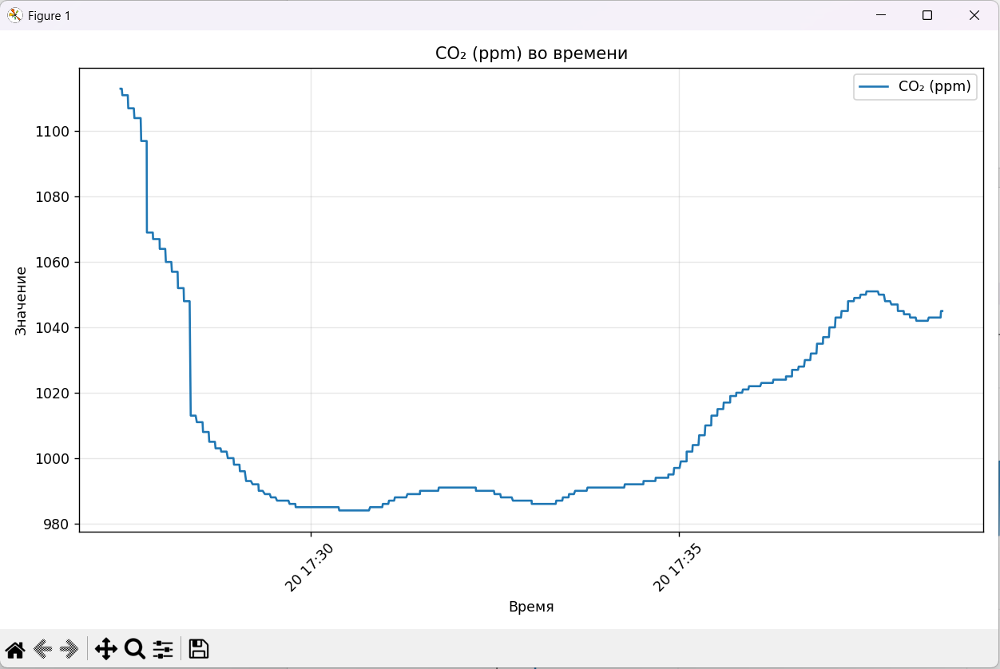 Figure 1
CO₂ (ppm) во времени
CO₂ (ppm)
Значение
1100
1080
1060
1040
1020
1000
980
20 17:30
20 17:35
Время